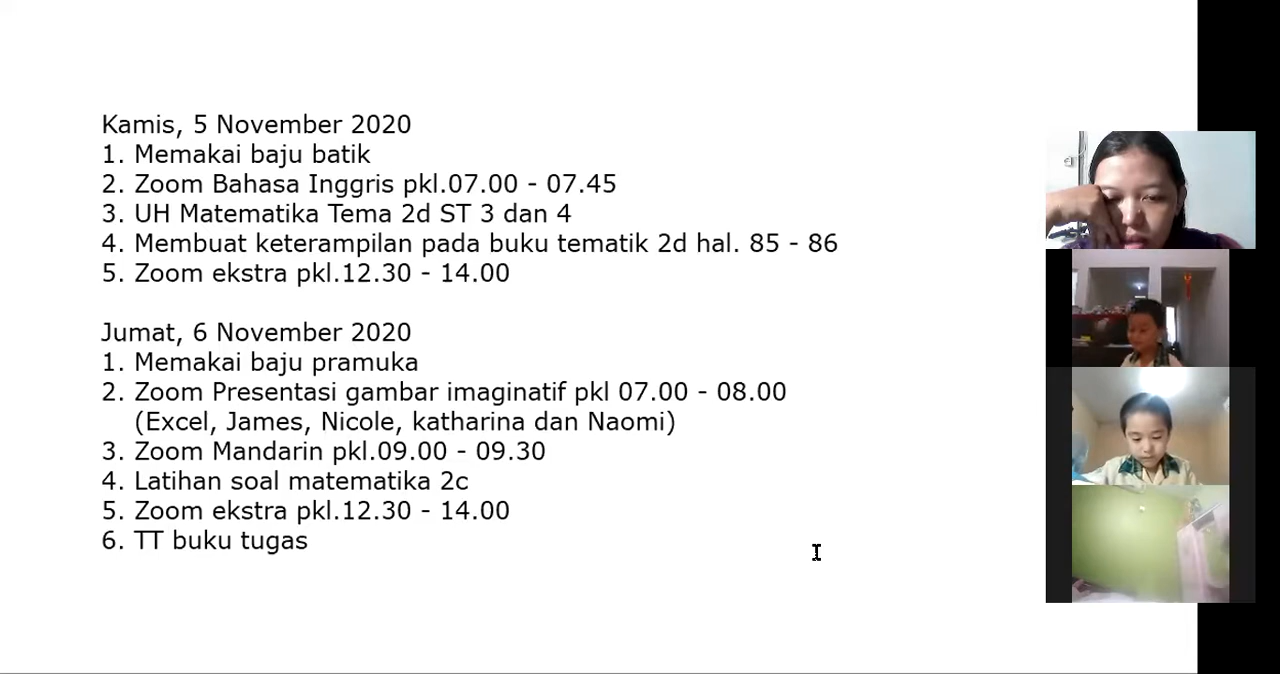 Kamis, 5 November 2020
1. Memakai baju batik
2. Zoom Bahasa Inggris pkl.07.00 - 07.45
3. UH Matematika Tema 2d ST 3 dan 4
4. Membuat keterampilan pada buku tematik 2d hal. 85 - 86
5. Zoom ekstra pkl.12.30 - 14.00
Jumat, 6 November 2020
1. Memakai baju pramuka
2. Zoom Presentasi gambar imaginatif pkl 07.00 - 08.00
(Excel, James, Nicole, katharina dan Naomi)
3. Zoom Mandarin pkl.09.00 - 09.30
4. Latihan soal matematika 2c
5. Zoom ekstra pkl.12.30 - 14.00
6. TT buku tugas